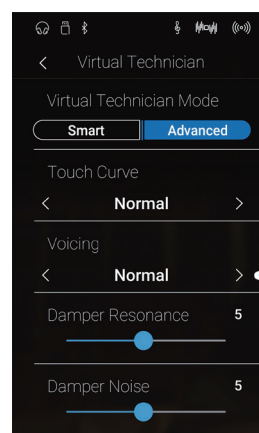 Virtual Technician
Virtual Technician Mode
Smart Advanced
Touch Curve
Normal
Voicing
Normal
Damper Resonance 5
Damper Noise 5